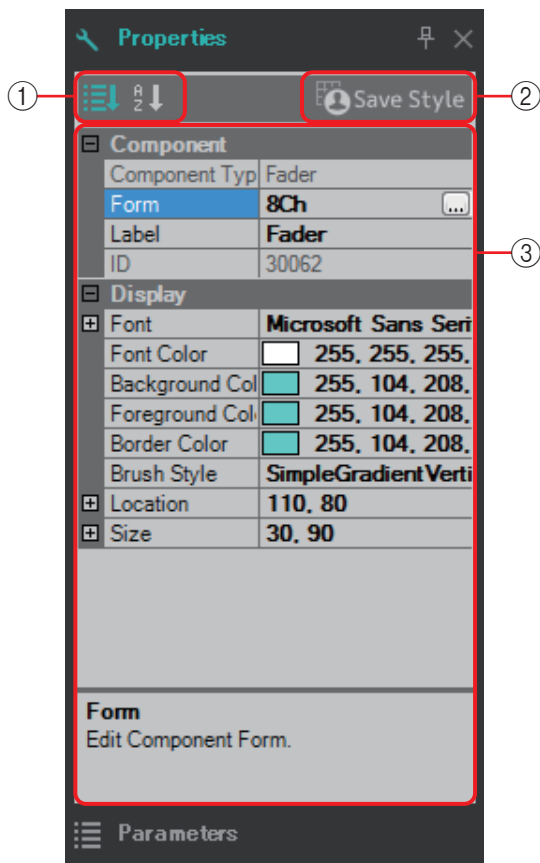 Properties
① A Z ② Save Style
Component
Component Typ Fader
Form 8Ch ...
Label Fader ③
ID 30062
Display
Font Microsoft Sans Seri
Font Color 255, 255, 255,
Background Col 255, 104, 208,
Foreground Col 255, 104, 208,
Border Color 255, 104, 208,
Brush Style SimpleGradientVerti
Location 110, 80
Size 30, 90
Form
Edit Component Form.
Parameters